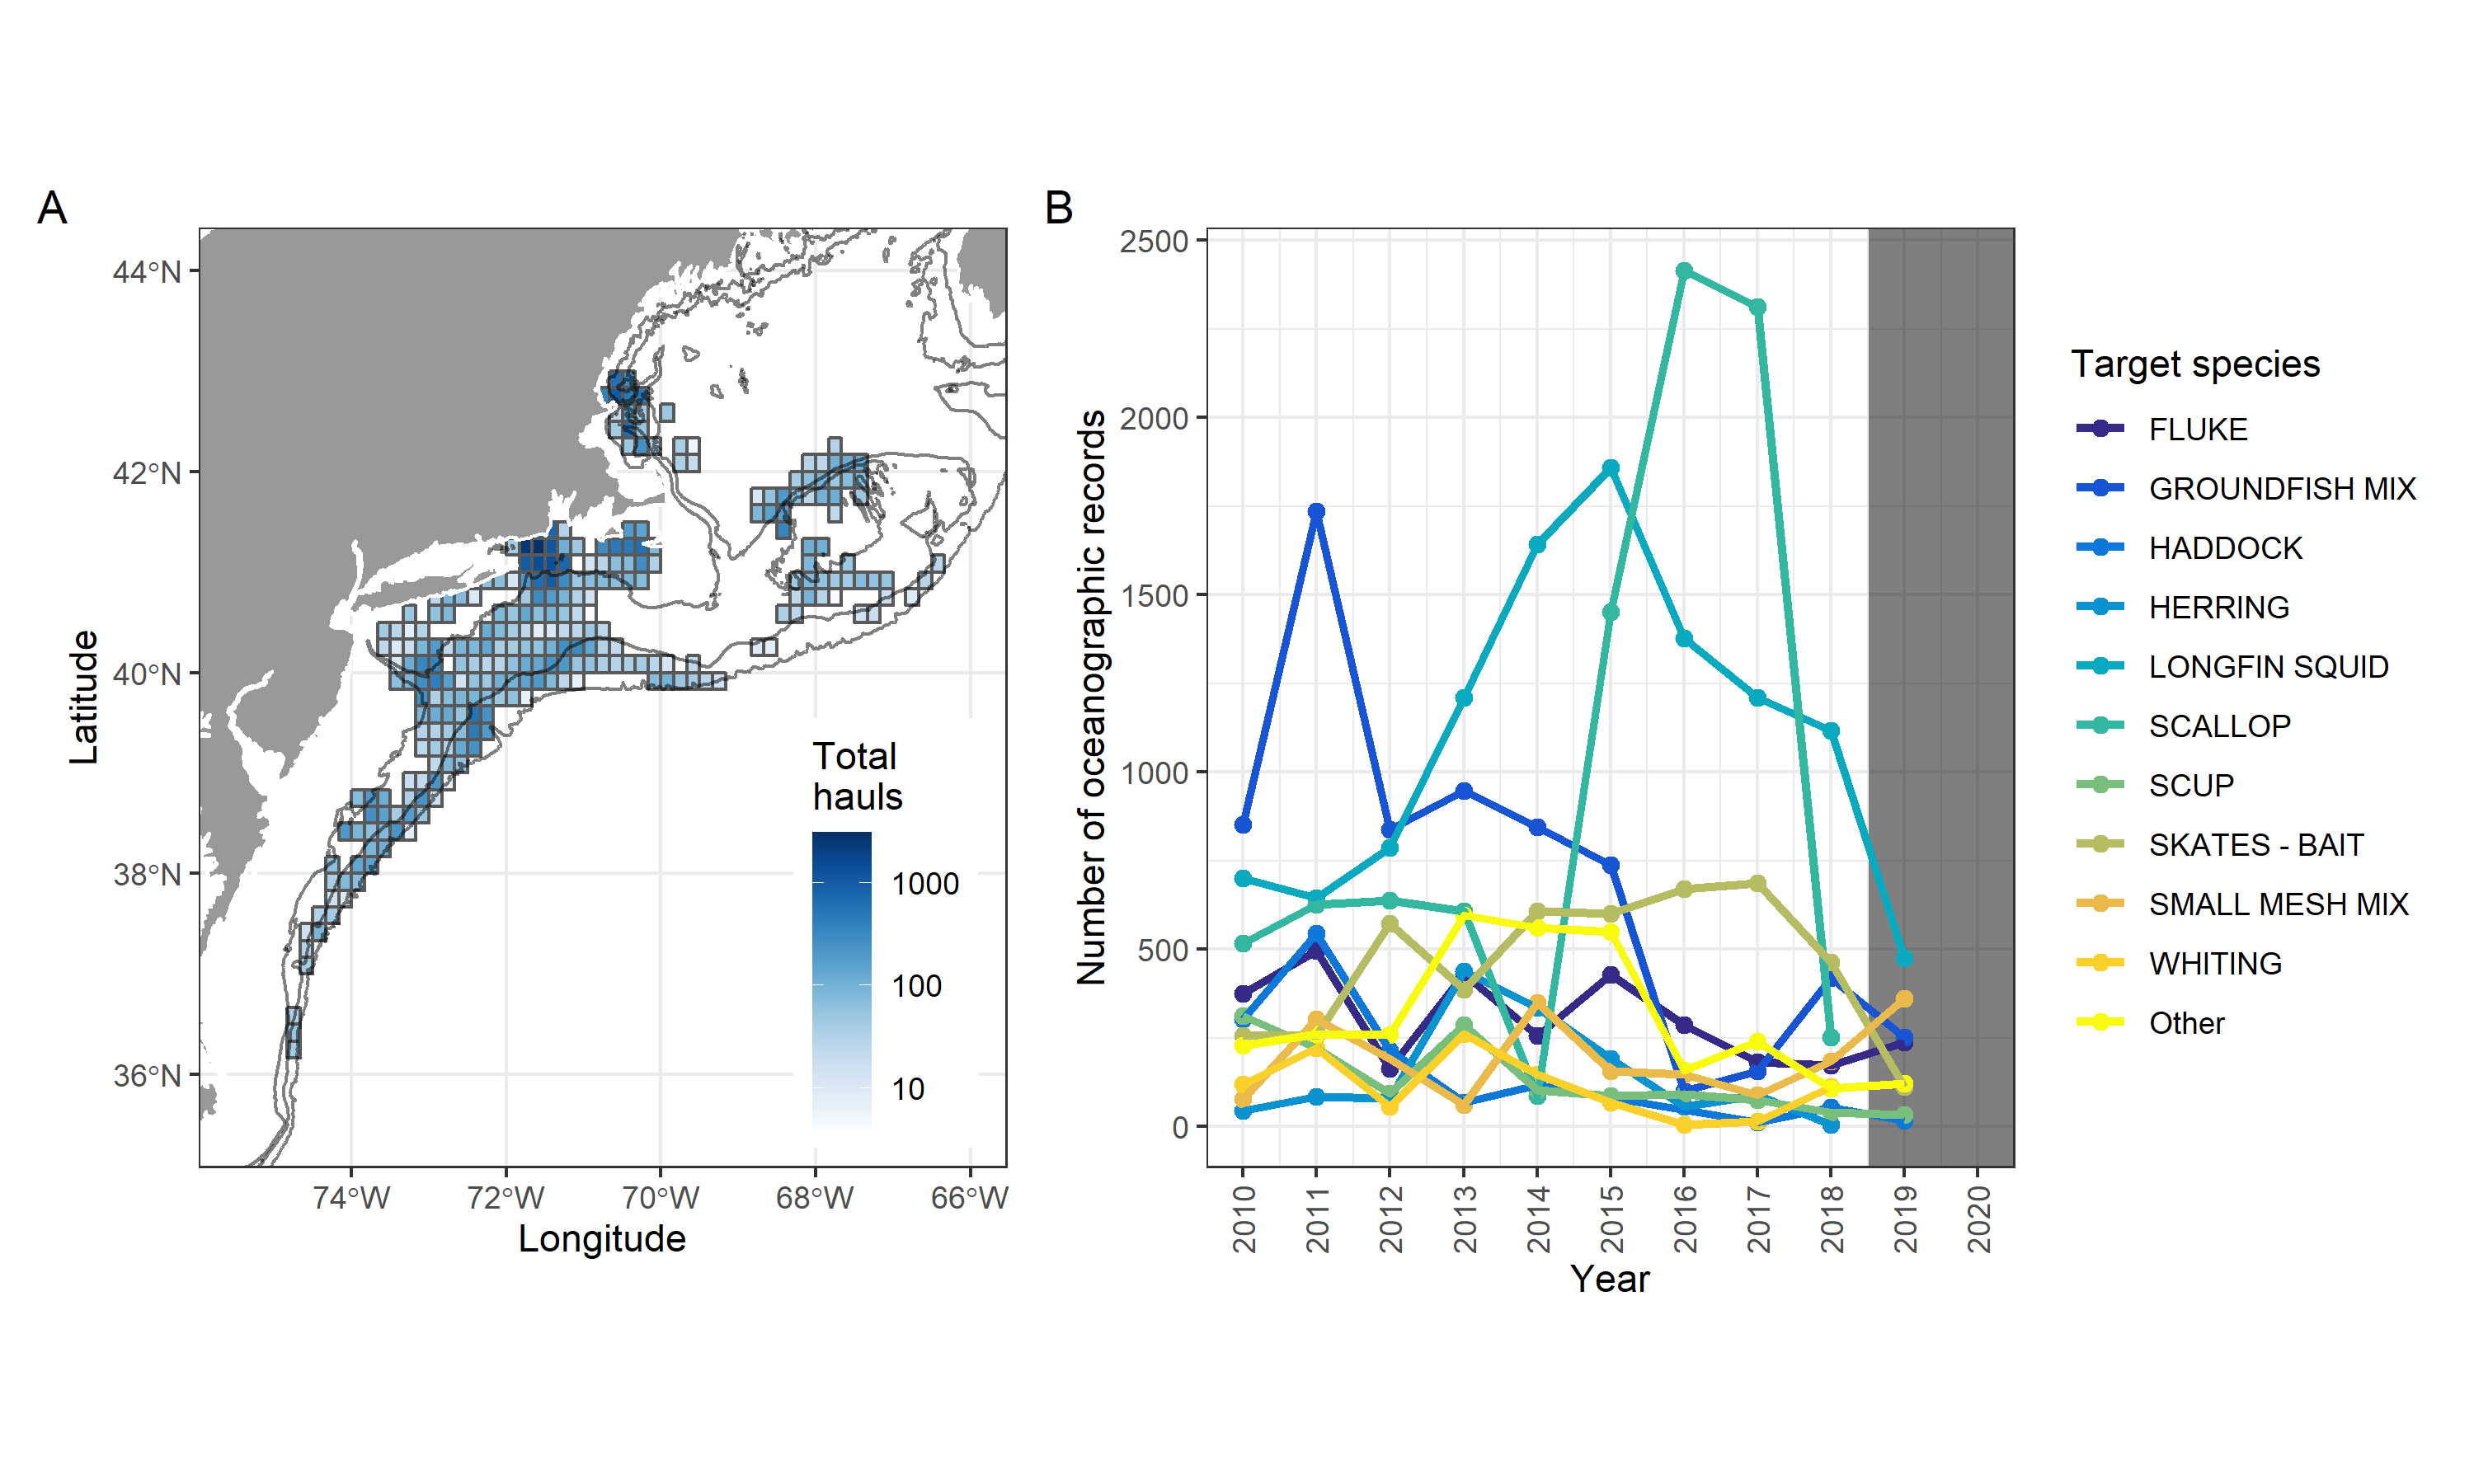 A
44°N
42°N
40°N
38°N
36°N
Latitude
74°W 72°W 70°W 68°W 66°W
Longitude
Total
hauls
1000
100
10
B
2500
2000
1500
1000
500
0
Number of oceanographic records
2010 2011 2012 2013 2014 2015 2016 2017 2018 2019 2020
Year
Target species
FLUKE
GROUNDFISH MIX
HADDOCK
HERRING
LONGFIN SQUID
SCALLOP
SCUP
SKATES - BAIT
SMALL MESH MIX
WHITING
Other